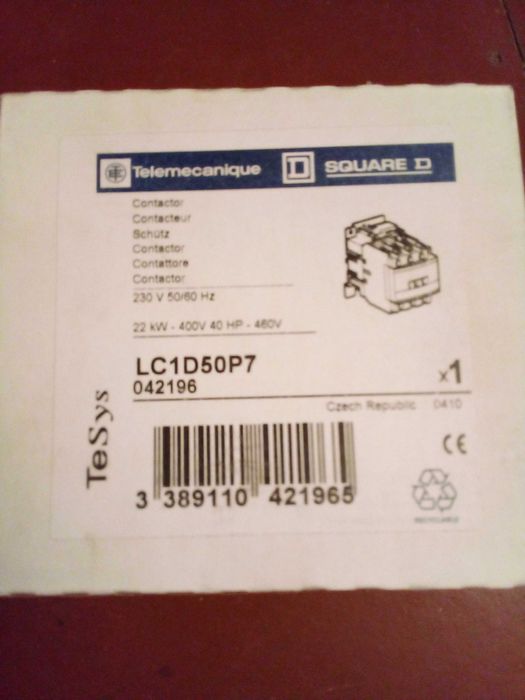 Telemecanique SQUARE D
Contactor
Contacteur
Schütz
Contactor
Contattore
Contactor
230 V 50/60 Hz
22 kW - 400V 40 HP - 460V
LC1D50P7
042196
x1
Czech Republic 0410
TeSys
CE
3 389110 421965
RECYCLABLE